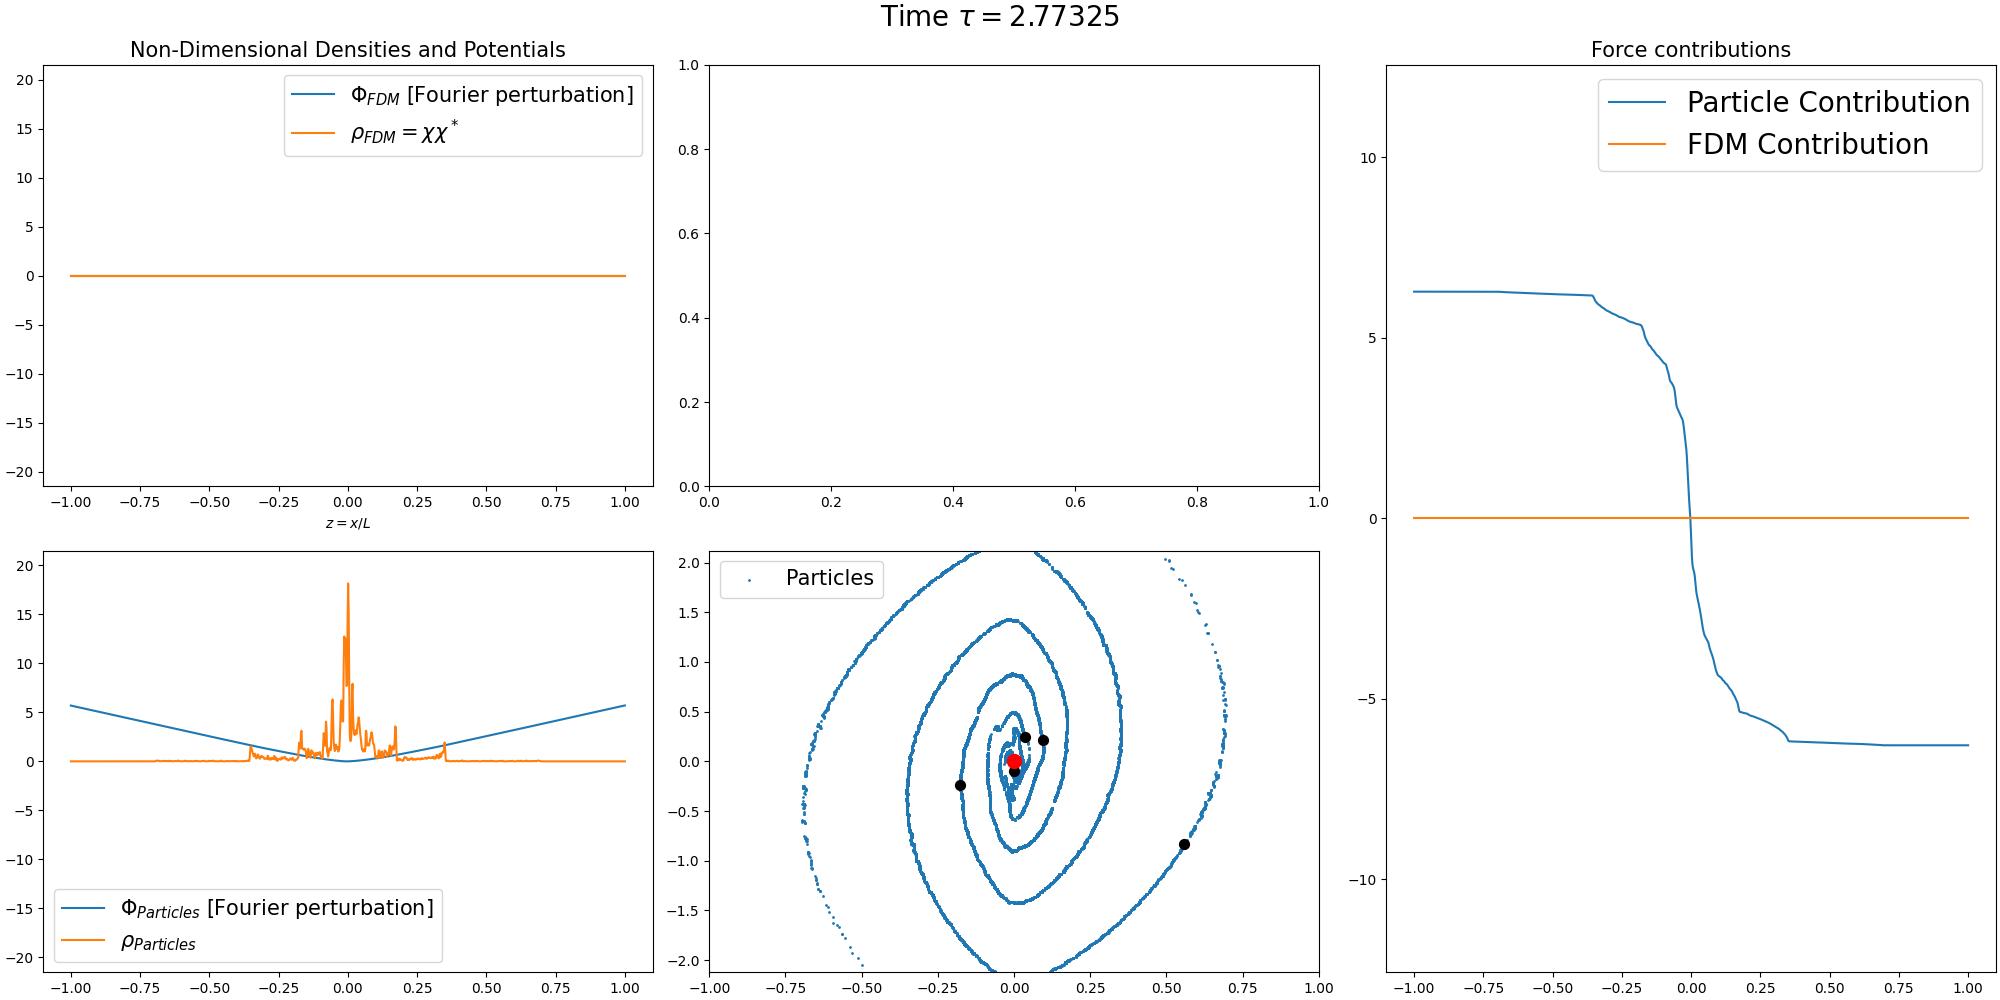 Time τ = 2.77325
Non-Dimensional Densities and Potentials
20
15
10
5
0
−5
−10
−15
−20
−1.00 −0.75 −0.50 −0.25 0.00 0.25 0.50 0.75 1.00
z = x/L
Φ_FDM [Fourier perturbation]
ρ_FDM = χχ*
1.0
0.8
0.6
0.4
0.2
0.0
0.0 0.2 0.4 0.6 0.8 1.0
Force contributions
Particle Contribution
FDM Contribution
10
5
0
−5
−10
−1.00 −0.75 −0.50 −0.25 0.00 0.25 0.50 0.75 1.00
20
15
10
5
0
−5
−10
−15
−20
−1.00 −0.75 −0.50 −0.25 0.00 0.25 0.50 0.75 1.00
Φ_Particles [Fourier perturbation]
ρ_Particles
Particles
2.0
1.5
1.0
0.5
0.0
−0.5
−1.0
−1.5
−2.0
−1.00 −0.75 −0.50 −0.25 0.00 0.25 0.50 0.75 1.00